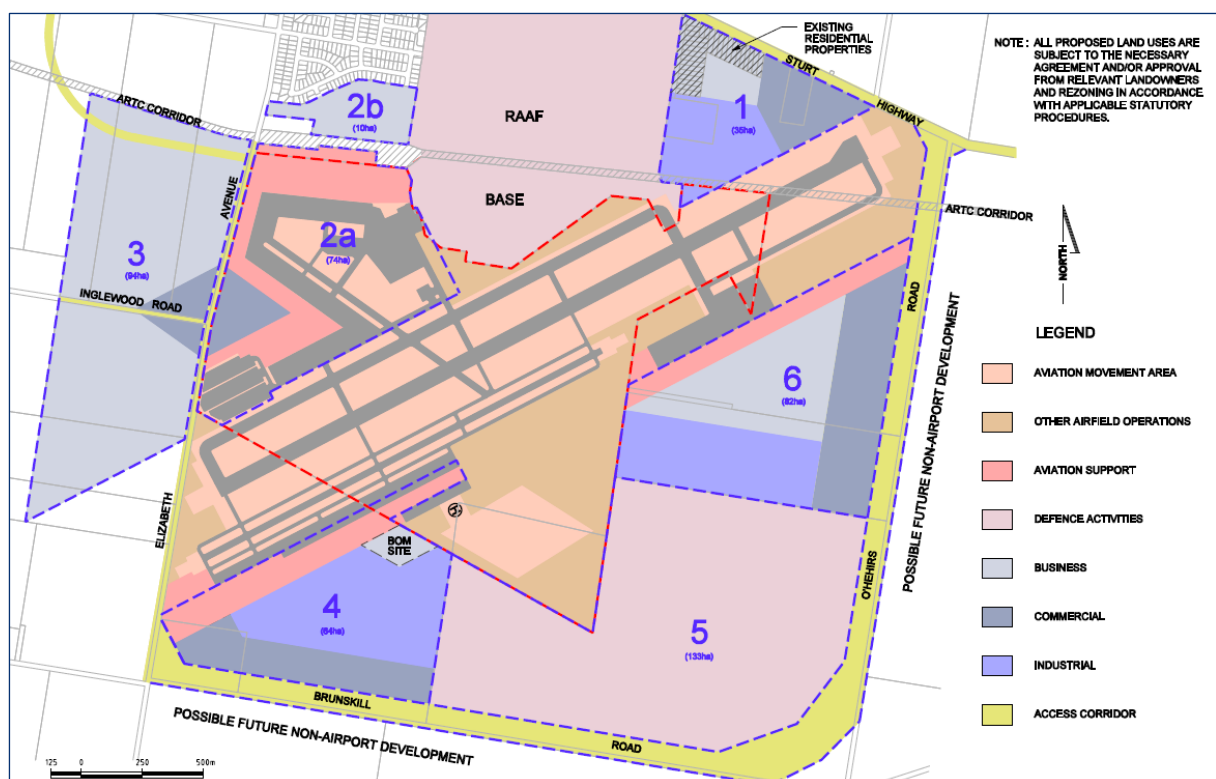 EXISTING
RESIDENTIAL
PROPERTIES
STURT
HIGHWAY
NOTE : ALL PROPOSED LAND USES ARE
SUBJECT TO THE NECESSARY
AGREEMENT AND/OR APPROVAL
FROM RELEVANT LANDOWNERS
AND REZONING IN ACCORDANCE
WITH APPLICABLE STATUTORY
PROCEDURES.
ARTC CORRIDOR
2b
(10ha)
RAAF
BASE
1
(35ha)
ARTC CORRIDOR
NORTH
AVENUE
2a
(74ha)
3
(94ha)
INGLEWOOD ROAD
ELIZABETH
ROAD
O'HEHIRS
POSSIBLE FUTURE NON-AIRPORT DEVELOPMENT
6
(82ha)
H
BOM
SITE
4
(64ha)
5
(133ha)
BRUNSKILL
ROAD
POSSIBLE FUTURE NON-AIRPORT DEVELOPMENT
LEGEND
AVIATION MOVEMENT AREA
OTHER AIRFIELD OPERATIONS
AVIATION SUPPORT
DEFENCE ACTIVITIES
BUSINESS
COMMERCIAL
INDUSTRIAL
ACCESS CORRIDOR
125 0 250 500m